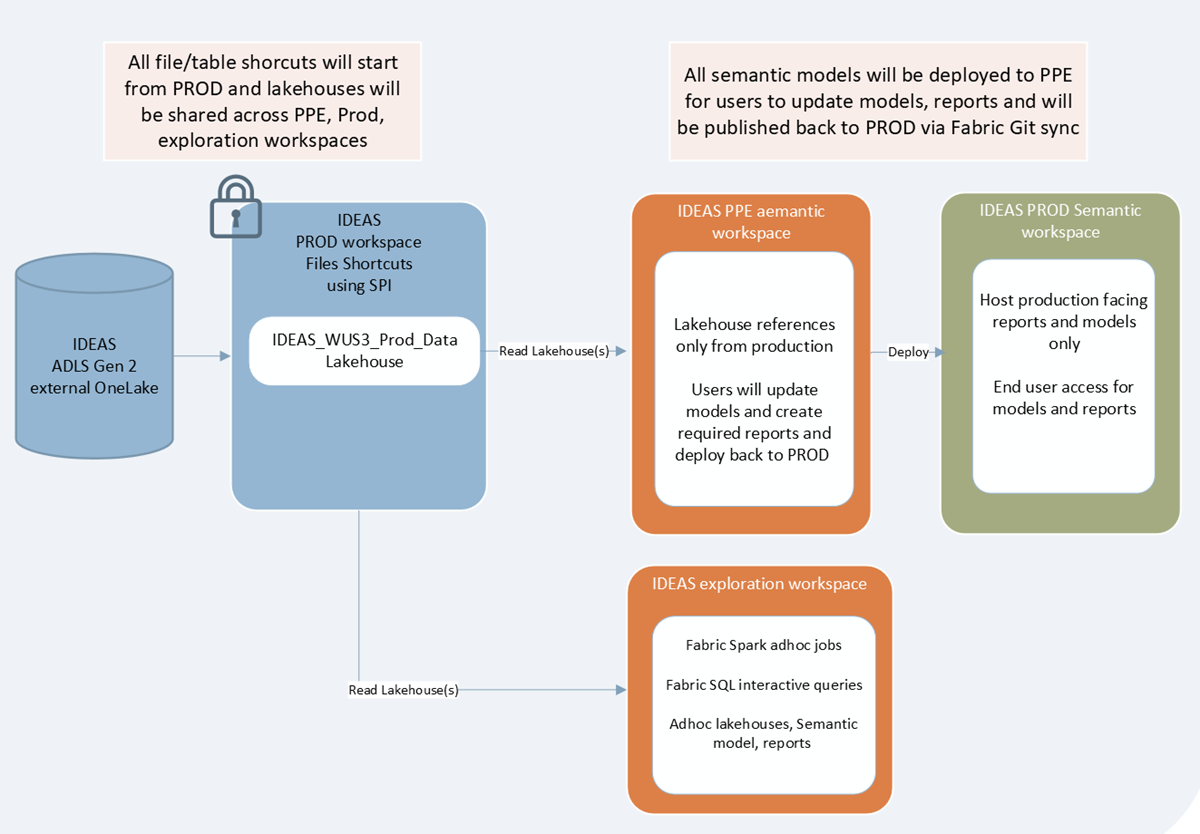 All file/table shorcuts will start
from PROD and lakehouses will
be shared across PPE, Prod,
exploration workspaces
All semantic models will be deployed to PPE
for users to update models, reports and will
be published back to PROD via Fabric Git sync
IDEAS
ADLS Gen 2
external OneLake
IDEAS
PROD workspace
Files Shortcuts
using SPI
IDEAS_WUS3_Prod_Data
Lakehouse
Read Lakehouse(s)
IDEAS PPE aemantic
workspace
Lakehouse references
only from production
Users will update
models and create
required reports and
deploy back to PROD
Deploy
IDEAS PROD Semantic
workspace
Host production facing
reports and models
only
End user access for
models and reports
Read Lakehouse(s)
IDEAS exploration workspace
Fabric Spark adhoc jobs
Fabric SQL interactive queries
Adhoc lakehouses, Semantic
model, reports